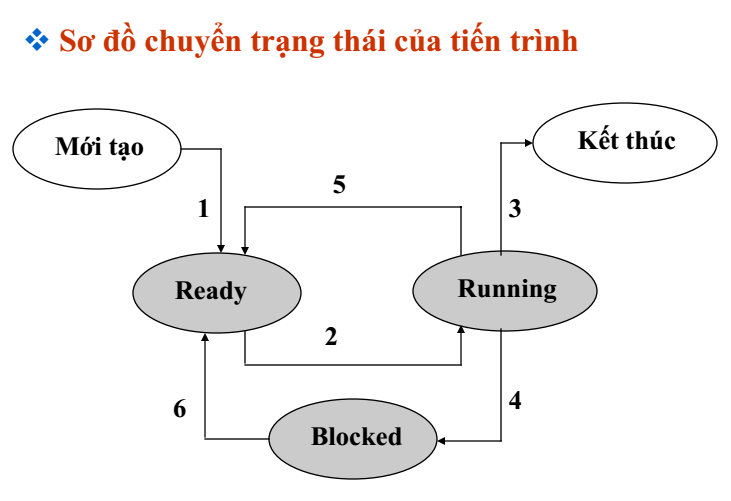 ❖ Sơ đồ chuyển trạng thái của tiến trình
Mới tạo
Kết thúc
5
1
3
Ready
Running
2
6
4
Blocked